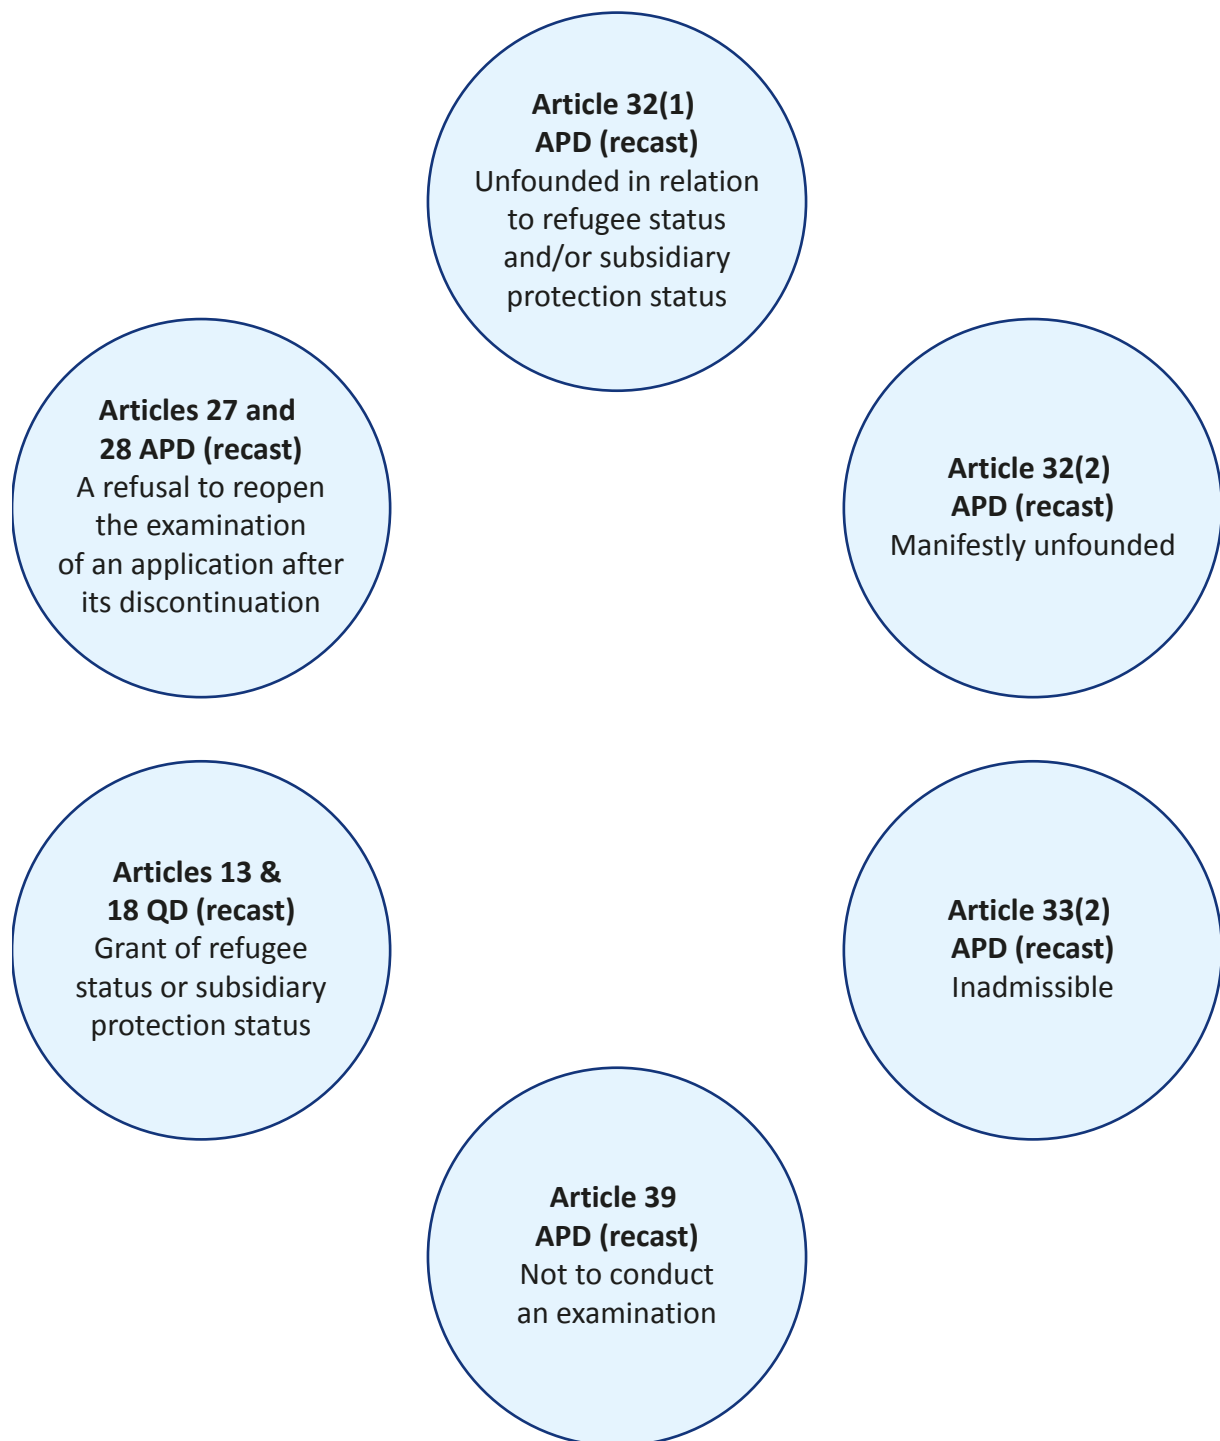 Article 32(1)
APD (recast)
Unfounded in relation
to refugee status
and/or subsidiary
protection status
Articles 27 and
28 APD (recast)
A refusal to reopen
the examination
of an application after
its discontinuation
Article 32(2)
APD (recast)
Manifestly unfounded
Articles 13 &
18 QD (recast)
Grant of refugee
status or subsidiary
protection status
Article 33(2)
APD (recast)
Inadmissible
Article 39
APD (recast)
Not to conduct
an examination